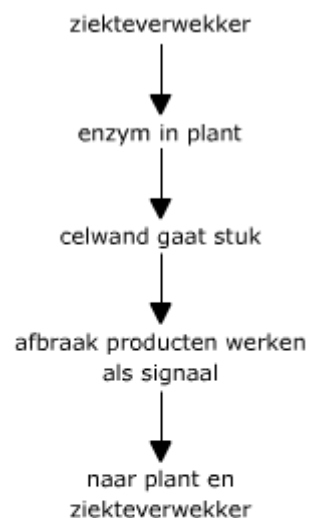 ziekteverwekker
enzym in plant
celwand gaat stuk
afbraak producten werken
als signaal
naar plant en
ziekteverwekker